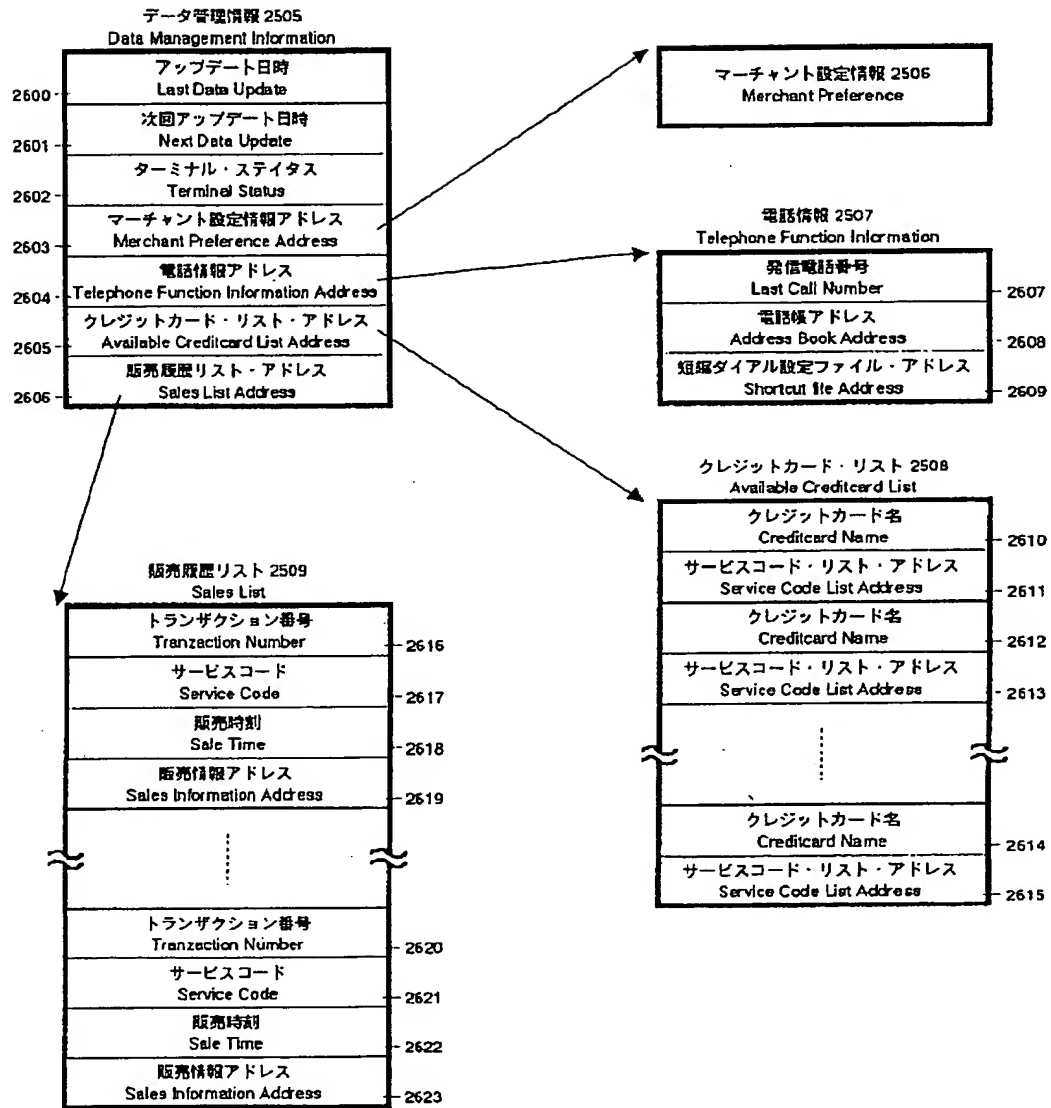 データ管理情報 2505
Data Management Information
アップデート日時
Last Data Update
2600
次回アップデート日時
Next Data Update
2601
ターミナル・ステイタス
Terminal Status
2602
マーチャント設定情報アドレス
Merchant Preference Address
2603
電話情報アドレス
Telephone Function Information Address
2604
クレジットカード・リスト・アドレス
Available Creditcard List Address
2605
販売履歴リスト・アドレス
Sales List Address
2606
マーチャント設定情報 2506
Merchant Preference
電話情報 2507
Telephone Function Information
発信電話番号
Last Call Number
2607
電話帳アドレス
Address Book Address
2608
短縮ダイアル設定ファイル・アドレス
Shortcut file Address
2609
クレジットカード・リスト 2508
Available Creditcard List
クレジットカード名
Creditcard Name
2610
サービスコード・リスト・アドレス
Service Code List Address
2611
クレジットカード名
Creditcard Name
2612
サービスコード・リスト・アドレス
Service Code List Address
2613
クレジットカード名
Creditcard Name
2614
サービスコード・リスト・アドレス
Service Code List Address
2615
販売履歴リスト 2509
Sales List
トランザクション番号
Tranzaction Number
2616
サービスコード
Service Code
2617
販売時刻
Sale Time
2618
販売情報アドレス
Sales Information Address
2619
トランザクション番号
Tranzaction Number
2620
サービスコード
Service Code
2621
販売時刻
Sale Time
2622
販売情報アドレス
Sales Information Address
2623